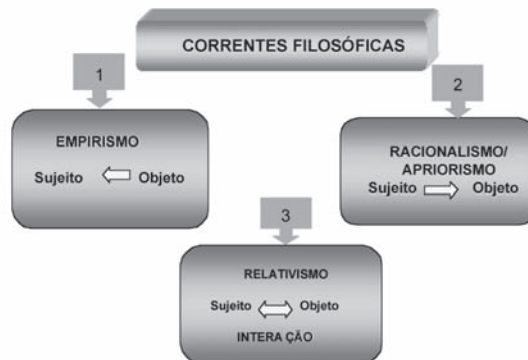 CORRENTES FILOSÓFICAS
1
EMPIRISMO
Sujeito Objeto
2
RACIONALISMO/
APRIORISMO
Sujeito Objeto
3
RELATIVISMO
Sujeito Objeto
INTERA ÇÃO